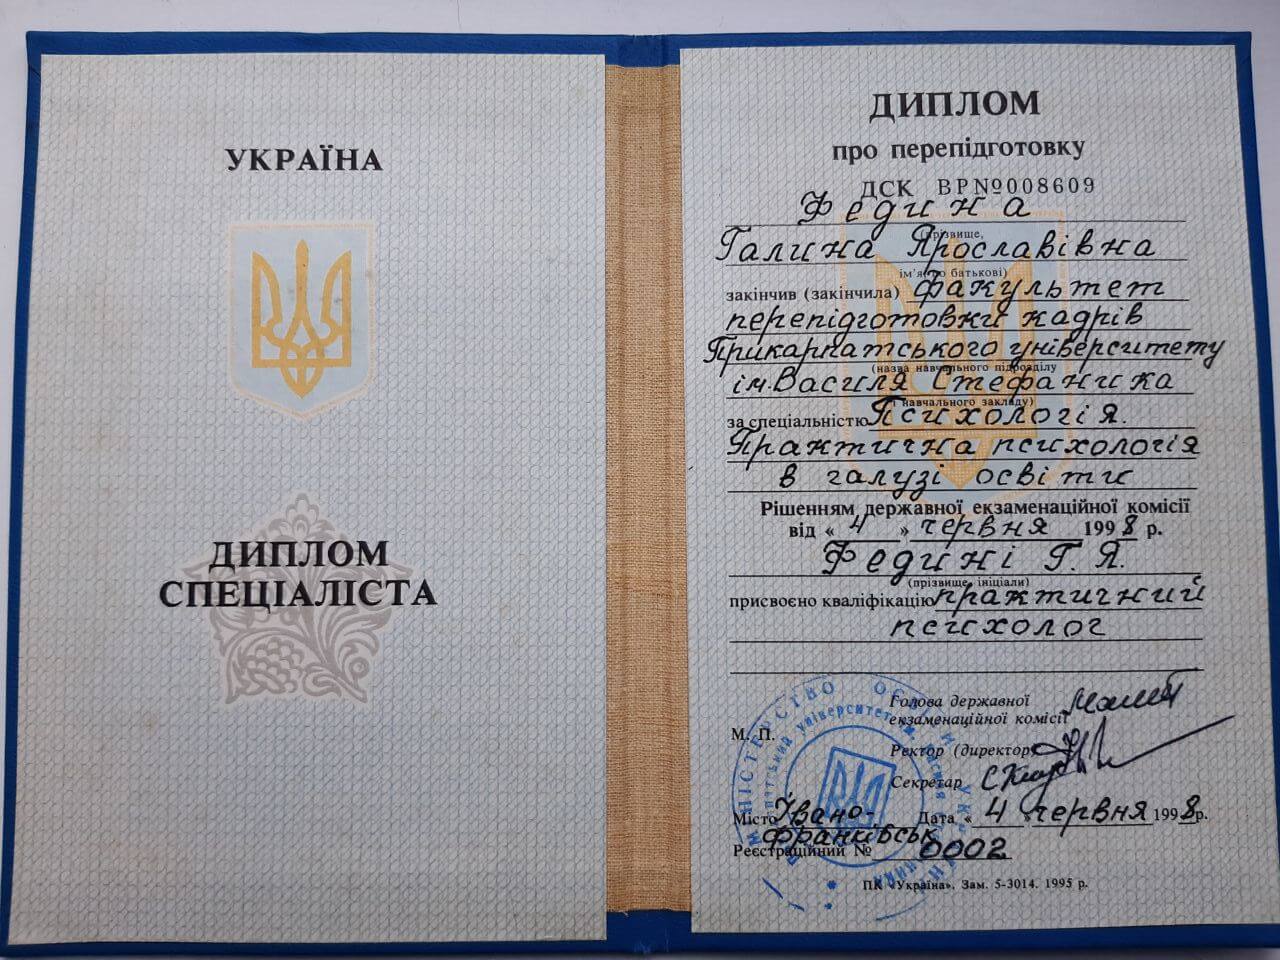 УКРАЇНА
ДИПЛОМ
СПЕЦІАЛІСТА
ДИПЛОМ
про перепідготовку
ДСК ВР№008609
Федина
(прізвище,
Галина Ярославівна
ім'я, по батькові)
закінчив (закінчила) факультет
перепідготовки кадрів
Прикарпатського університету
(назва навчального підрозділу
ім. Василя Стефаника
і навчального закладу)
за спеціальністю Психологія.
Практична психологія
в галузі освіти
Рішенням державної екзаменаційної комісії
від « 4 » червня 1998 р.
Федині Г. Я.
(прізвище, ініціали)
присвоєно кваліфікацію практичний
психолог
Голова державної
екзаменаційної комісії
М. П.
Ректор (директор)
Секретар
Місто Івано-
Франківськ
Дата « 4 » червня 1998 р.
Реєстраційний № 0002
ПК «Україна». Зам. 5-3014. 1995 р.
МІНІСТЕРСТВО ОСВІТИ УКРАЇНИ